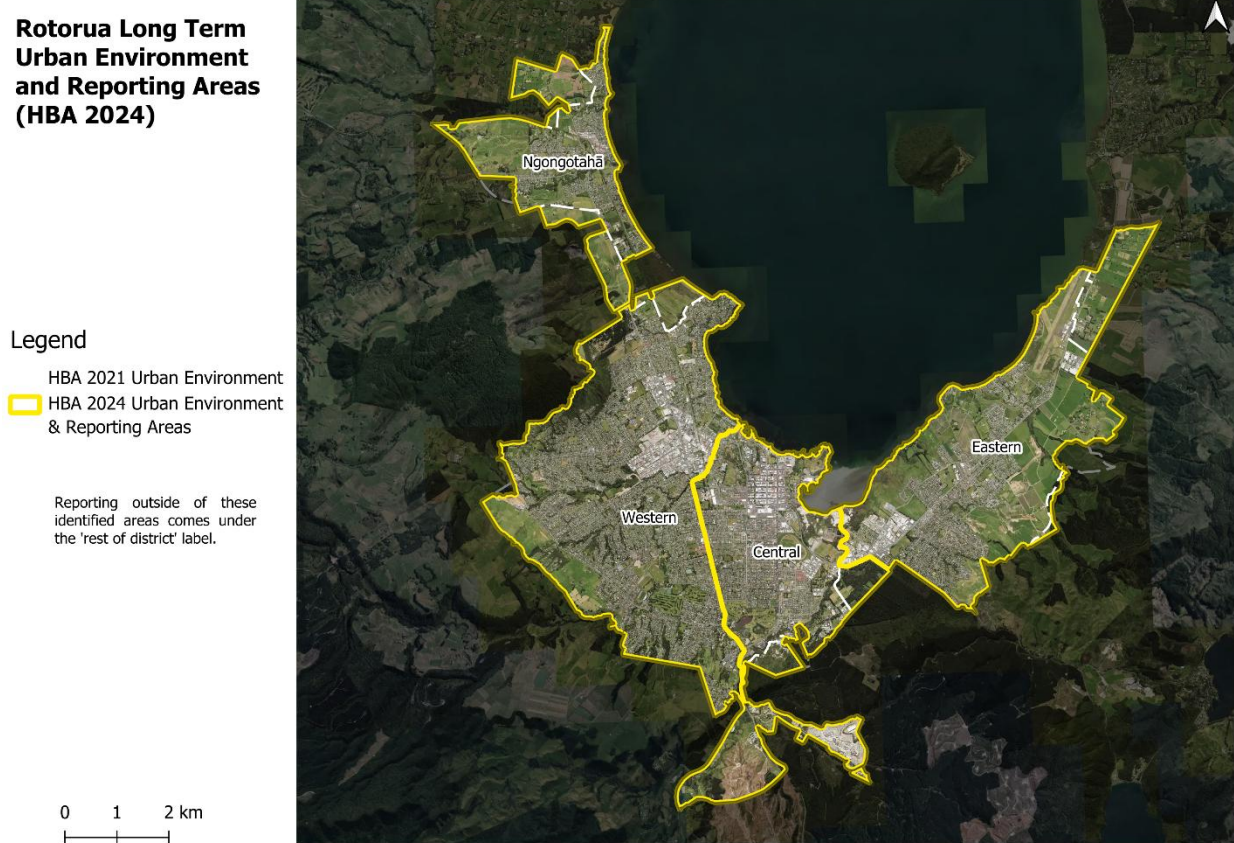 Rotorua Long Term
Urban Environment
and Reporting Areas
(HBA 2024)
Ngongotahā
Eastern
Western
Central
Legend
HBA 2021 Urban Environment
HBA 2024 Urban Environment
& Reporting Areas
Reporting outside of these
identified areas comes under
the 'rest of district' label.
0 1 2 km